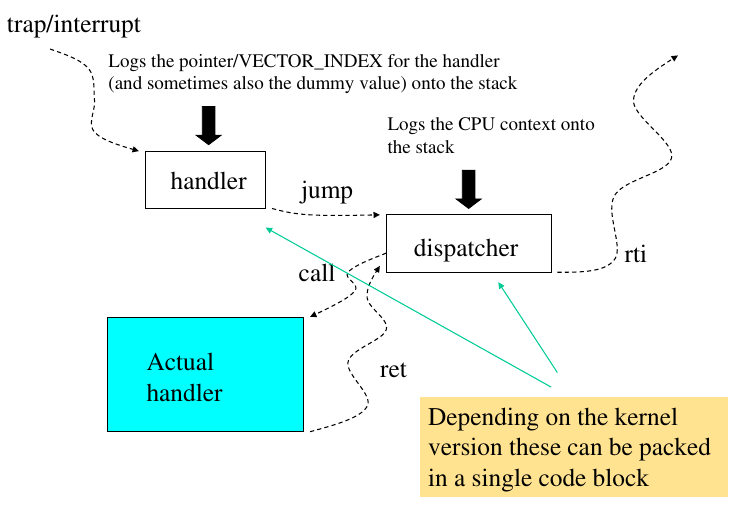 trap/interrupt
Logs the pointer/VECTOR_INDEX for the handler
(and sometimes also the dummy value) onto the stack
Logs the CPU context onto
the stack
handler
jump
dispatcher
call
rti
Actual
handler
ret
Depending on the kernel
version these can be packed
in a single code block